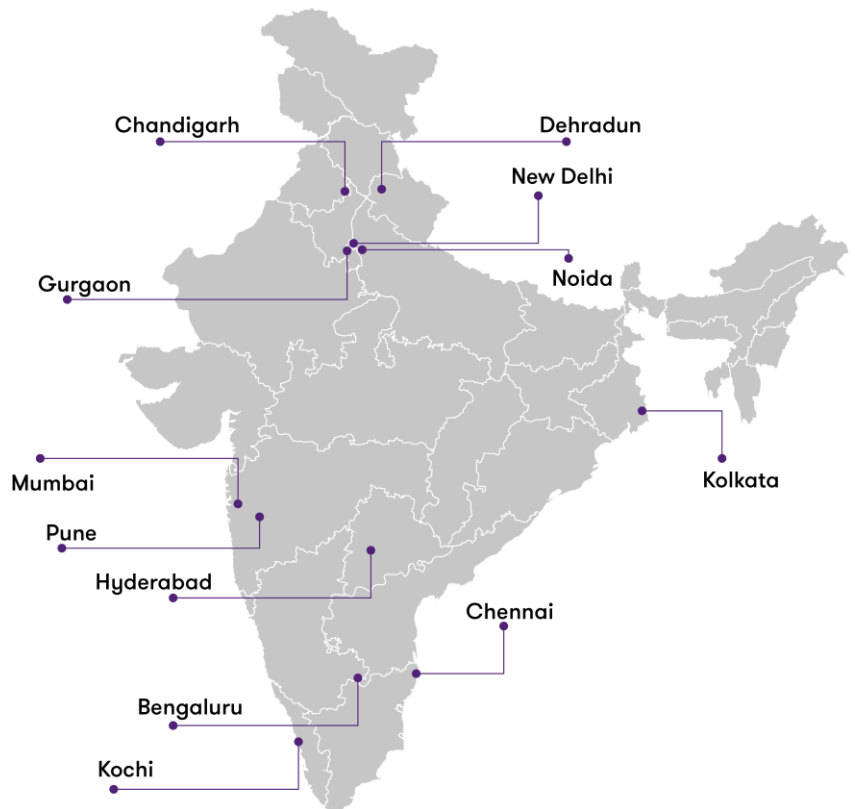 Chandigarh
Dehradun
New Delhi
Noida
Gurgaon
Mumbai
Kolkata
Pune
Hyderabad
Chennai
Bengaluru
Kochi